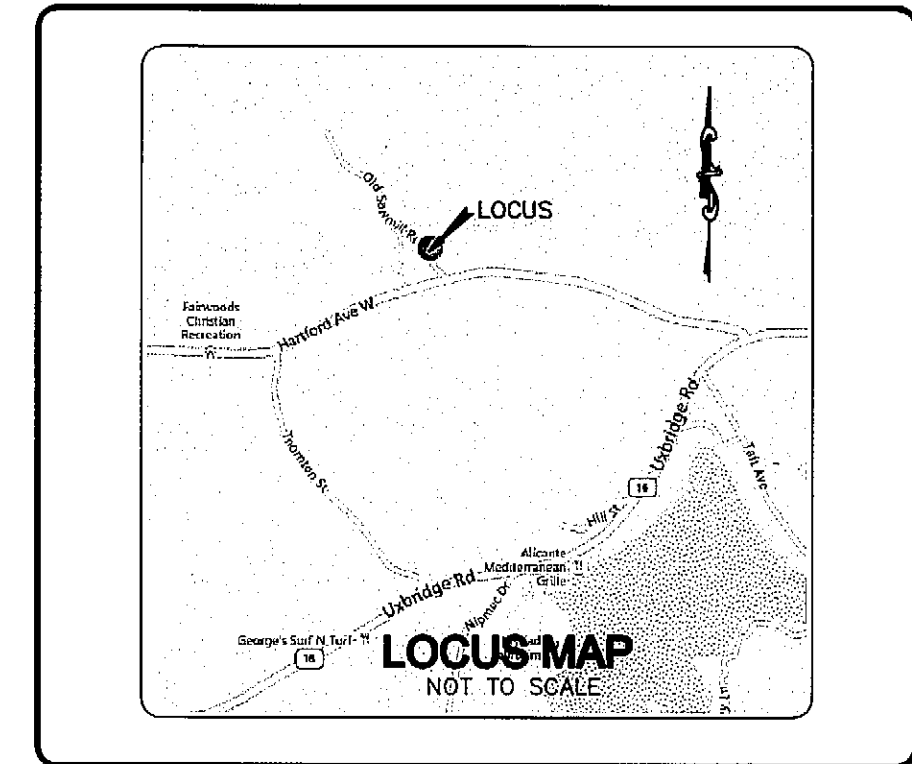 Old Sawmill Rd
LOCUS
Fairwoods
Christian
Recreation
Hartford Ave W
Uxbridge Rd
Taft Ave
Thornton St
16
Hill St
Alicante
Mediterranean
Grille
Uxbridge Rd
Nipmuc Dr
George's Surf N Turf
16
LOCUS MAP
NOT TO SCALE